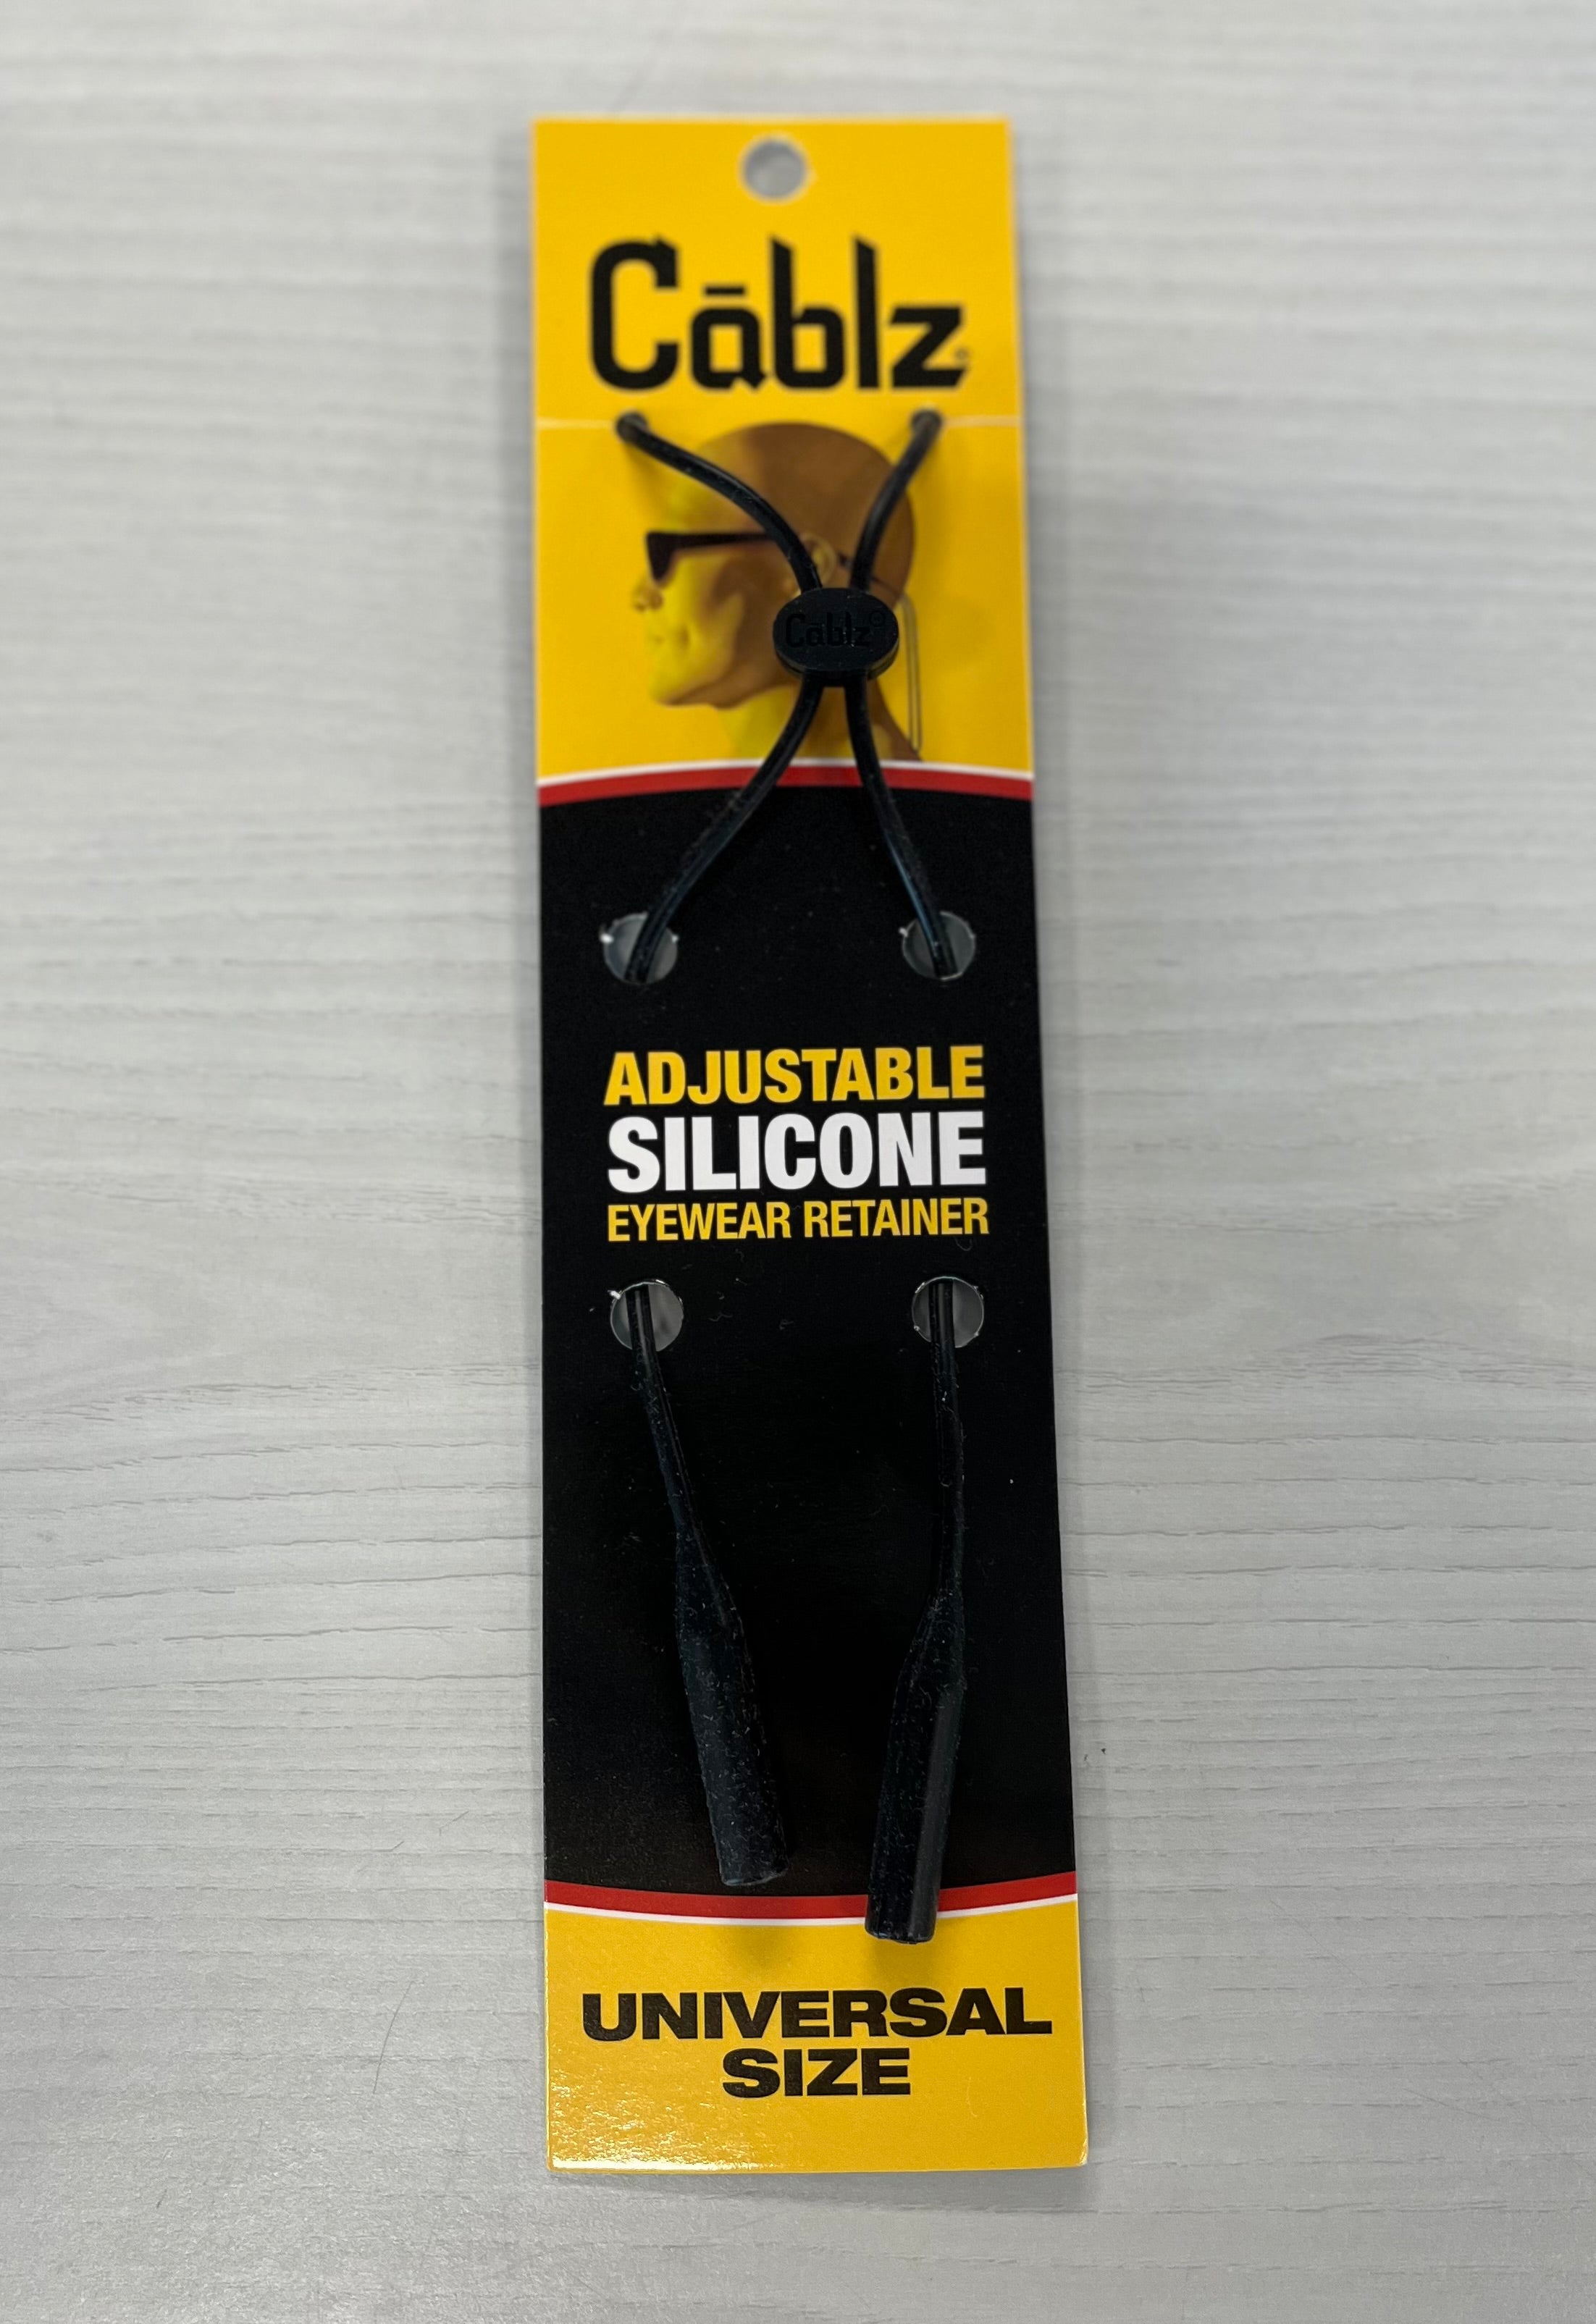 Cāblz®
Cāblz®
ADJUSTABLE
SILICONE
EYEWEAR RETAINER
UNIVERSAL
SIZE